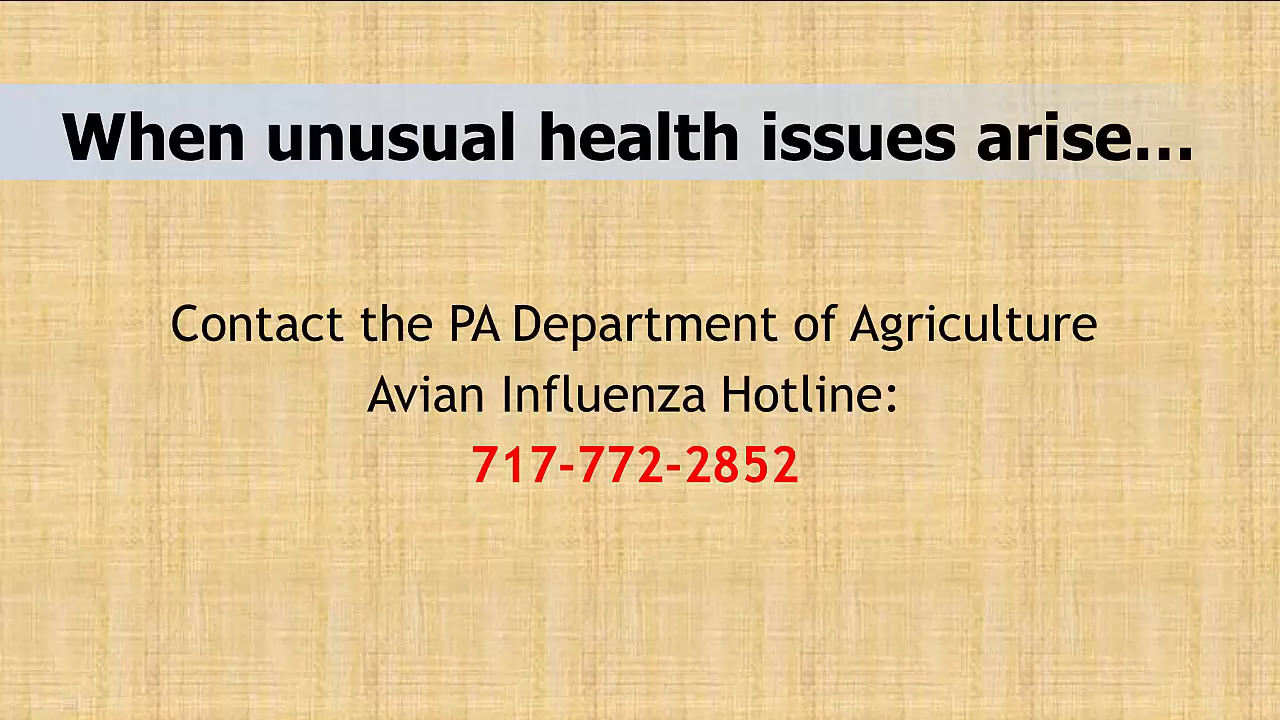 When unusual health issues arise...
Contact the PA Department of Agriculture
Avian Influenza Hotline:
717-772-2852